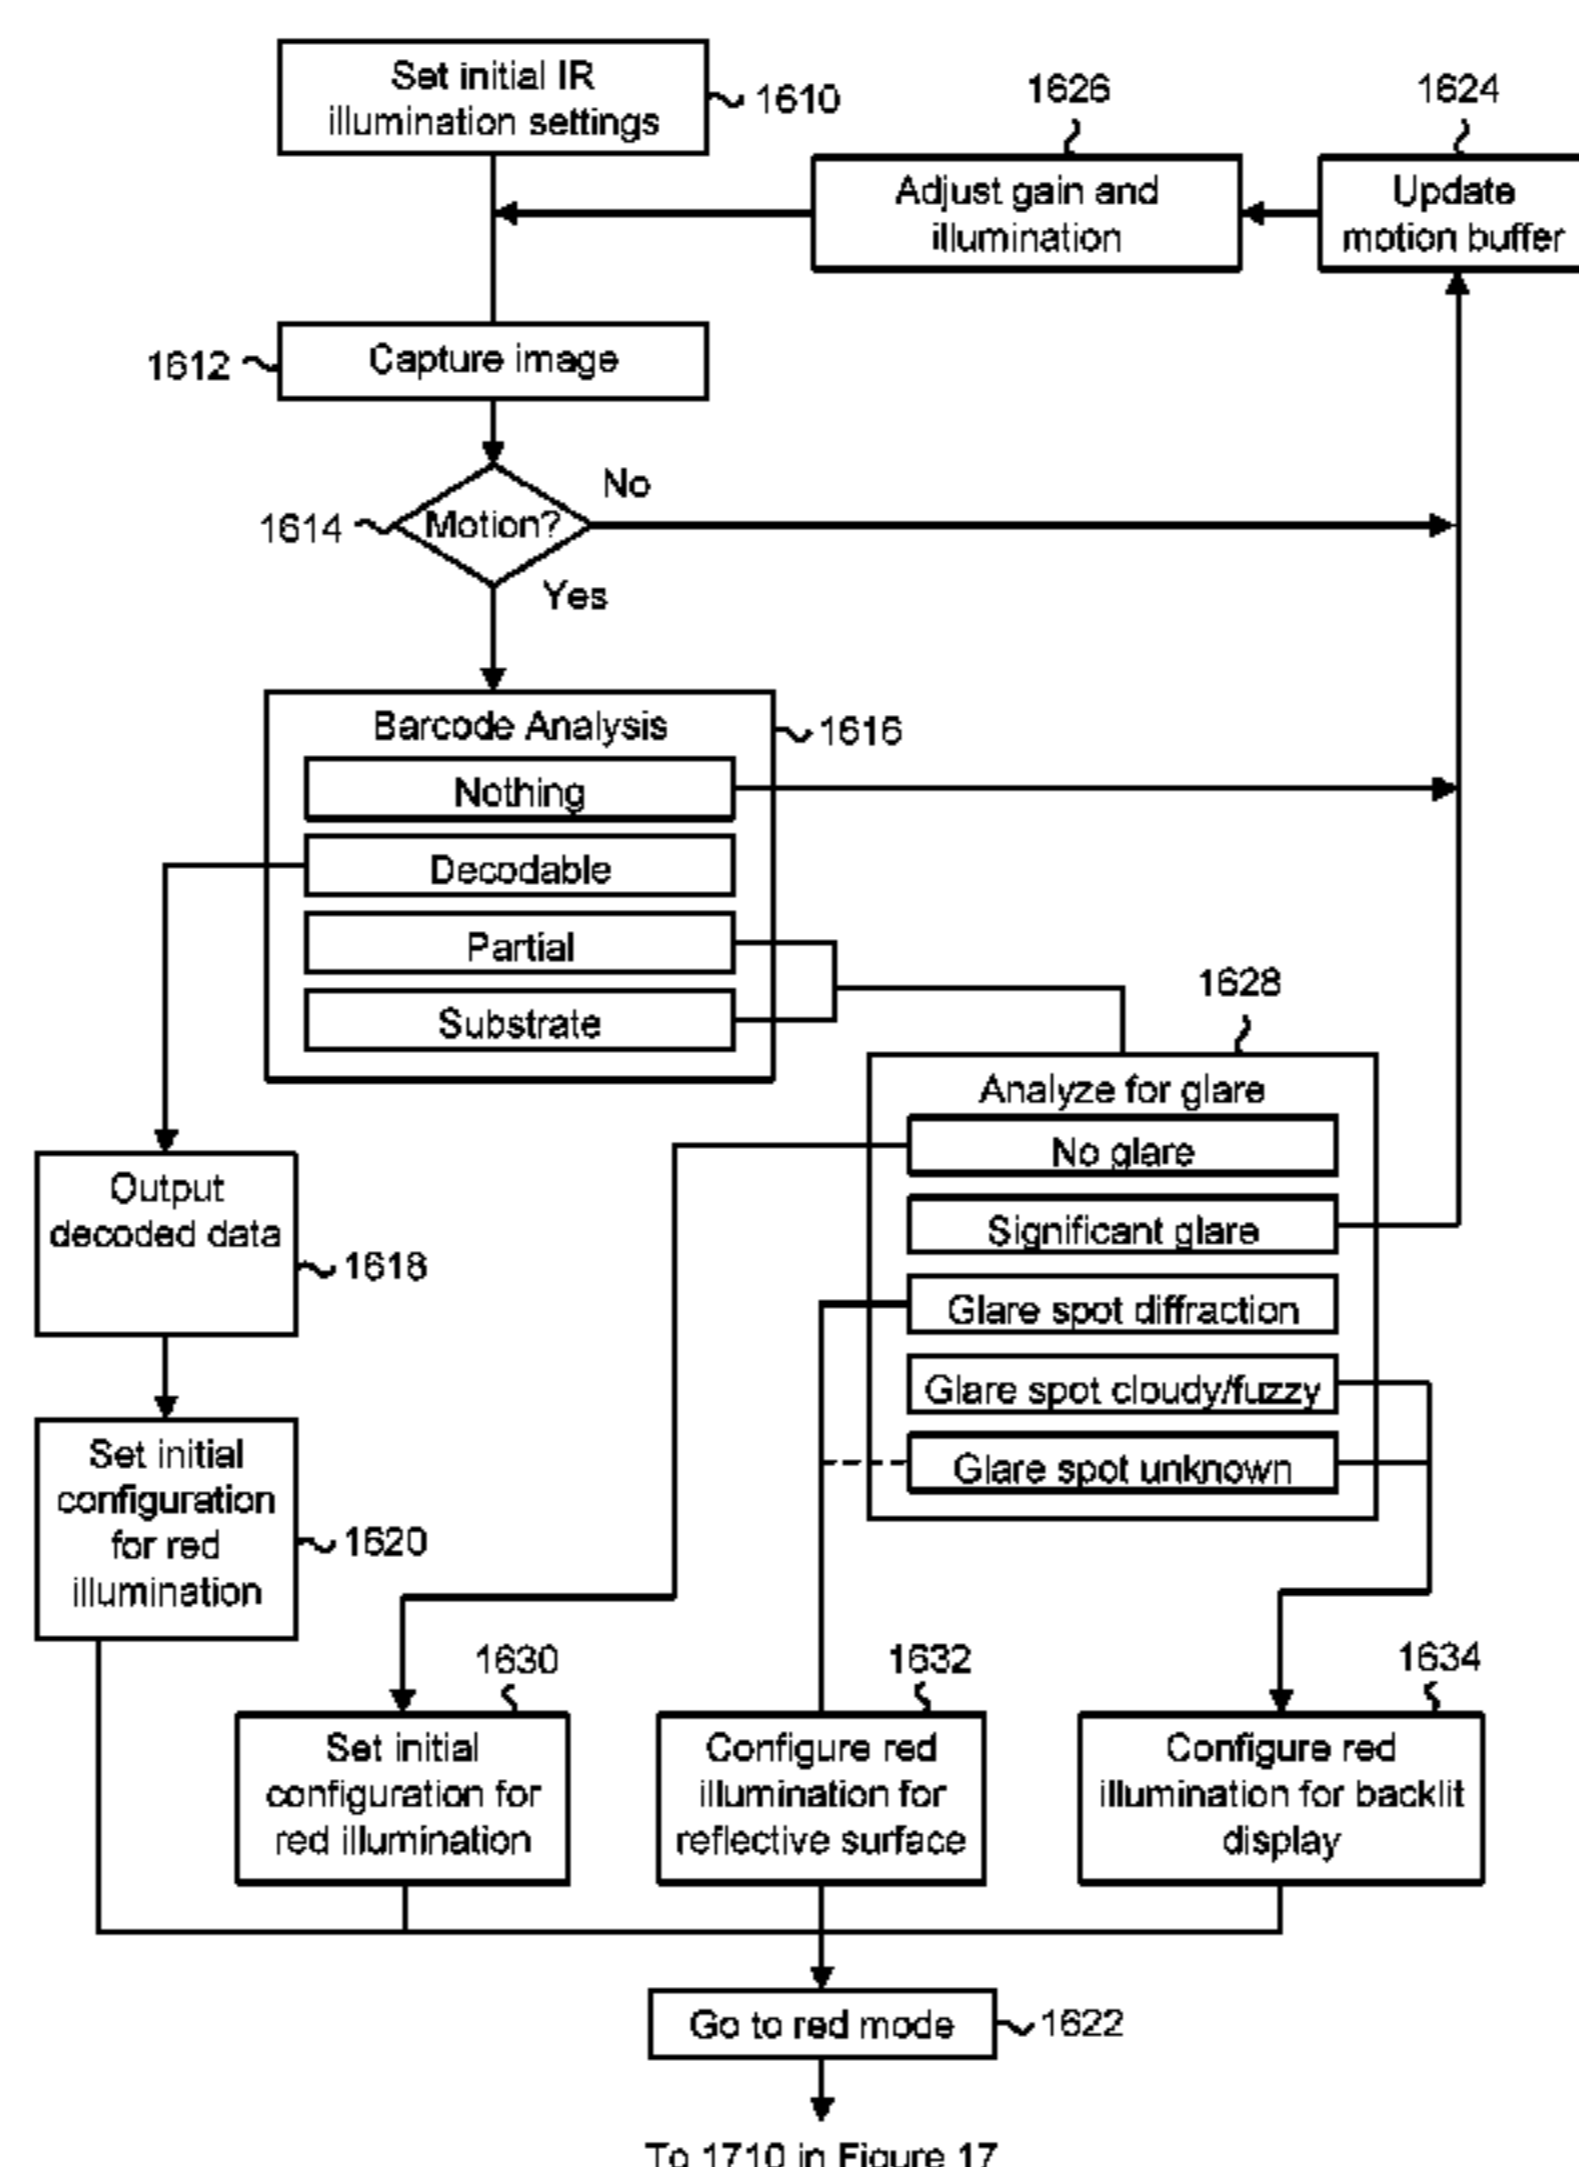 Set initial IR
illumination settings
1610
1626
1624
Adjust gain and
illumination
Update
motion buffer
1612
Capture image
No
1614
Motion?
Yes
Barcode Analysis
1616
Nothing
Decodable
Partial
Substrate
1628
Analyze for glare
No glare
Significant glare
Glare spot diffraction
Glare spot cloudy/fuzzy
Glare spot unknown
Output
decoded data
1618
Set initial
configuration
for red
illumination
1620
1630
1632
1634
Set initial
configuration for
red illumination
Configure red
illumination for
reflective surface
Configure red
illumination for backlit
display
Go to red mode
1622
To 1710 in Figure 17